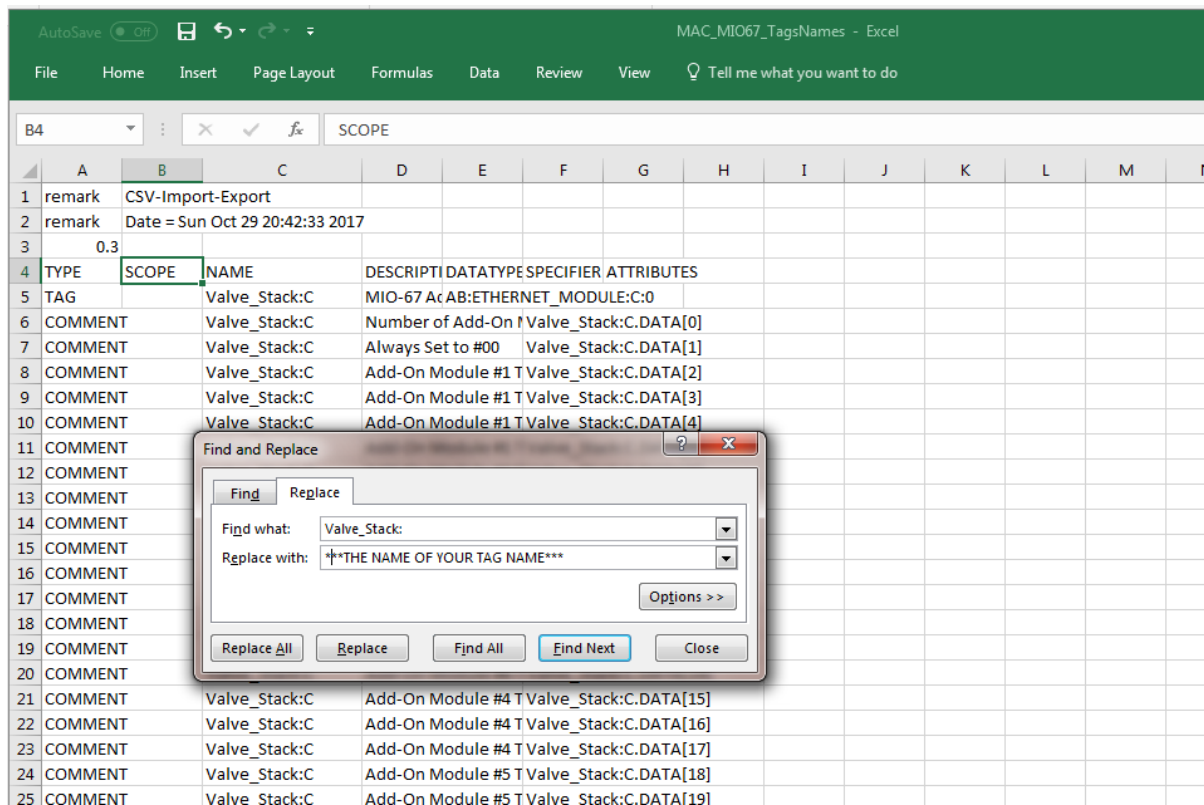 AutoSave Off MAC_MIO67_TagsNames - Excel
File Home Insert Page Layout Formulas Data Review View Tell me what you want to do
B4 fx SCOPE
A B C D E F G H I J K L M
1 remark CSV-Import-Export
2 remark Date = Sun Oct 29 20:42:33 2017
3 0.3
4 TYPE SCOPE NAME DESCRIPTI DATATYPE SPECIFIER ATTRIBUTES
5 TAG Valve_Stack:C MIO-67 Ad AB:ETHERNET_MODULE:C:0
6 COMMENT Valve_Stack:C Number of Add-On Valve_Stack:C.DATA[0]
7 COMMENT Valve_Stack:C Always Set to #00 Valve_Stack:C.DATA[1]
8 COMMENT Valve_Stack:C Add-On Module #1 T Valve_Stack:C.DATA[2]
9 COMMENT Valve_Stack:C Add-On Module #1 T Valve_Stack:C.DATA[3]
10 COMMENT Valve_Stack:C Add-On Module #1 T Valve_Stack:C.DATA[4]
11 COMMENT
12 COMMENT
13 COMMENT
14 COMMENT
15 COMMENT
16 COMMENT
17 COMMENT
18 COMMENT
19 COMMENT
20 COMMENT
Find and Replace
Find Replace
Find what: Valve_Stack:
Replace with: ***THE NAME OF YOUR TAG NAME***
Options >>
Replace All Replace Find All Find Next Close
21 COMMENT Valve_Stack:C Add-On Module #4 T Valve_Stack:C.DATA[15]
22 COMMENT Valve_Stack:C Add-On Module #4 T Valve_Stack:C.DATA[16]
23 COMMENT Valve_Stack:C Add-On Module #4 T Valve_Stack:C.DATA[17]
24 COMMENT Valve_Stack:C Add-On Module #5 T Valve_Stack:C.DATA[18]
25 COMMENT Valve_Stack:C Add-On Module #5 T Valve_Stack:C.DATA[19]